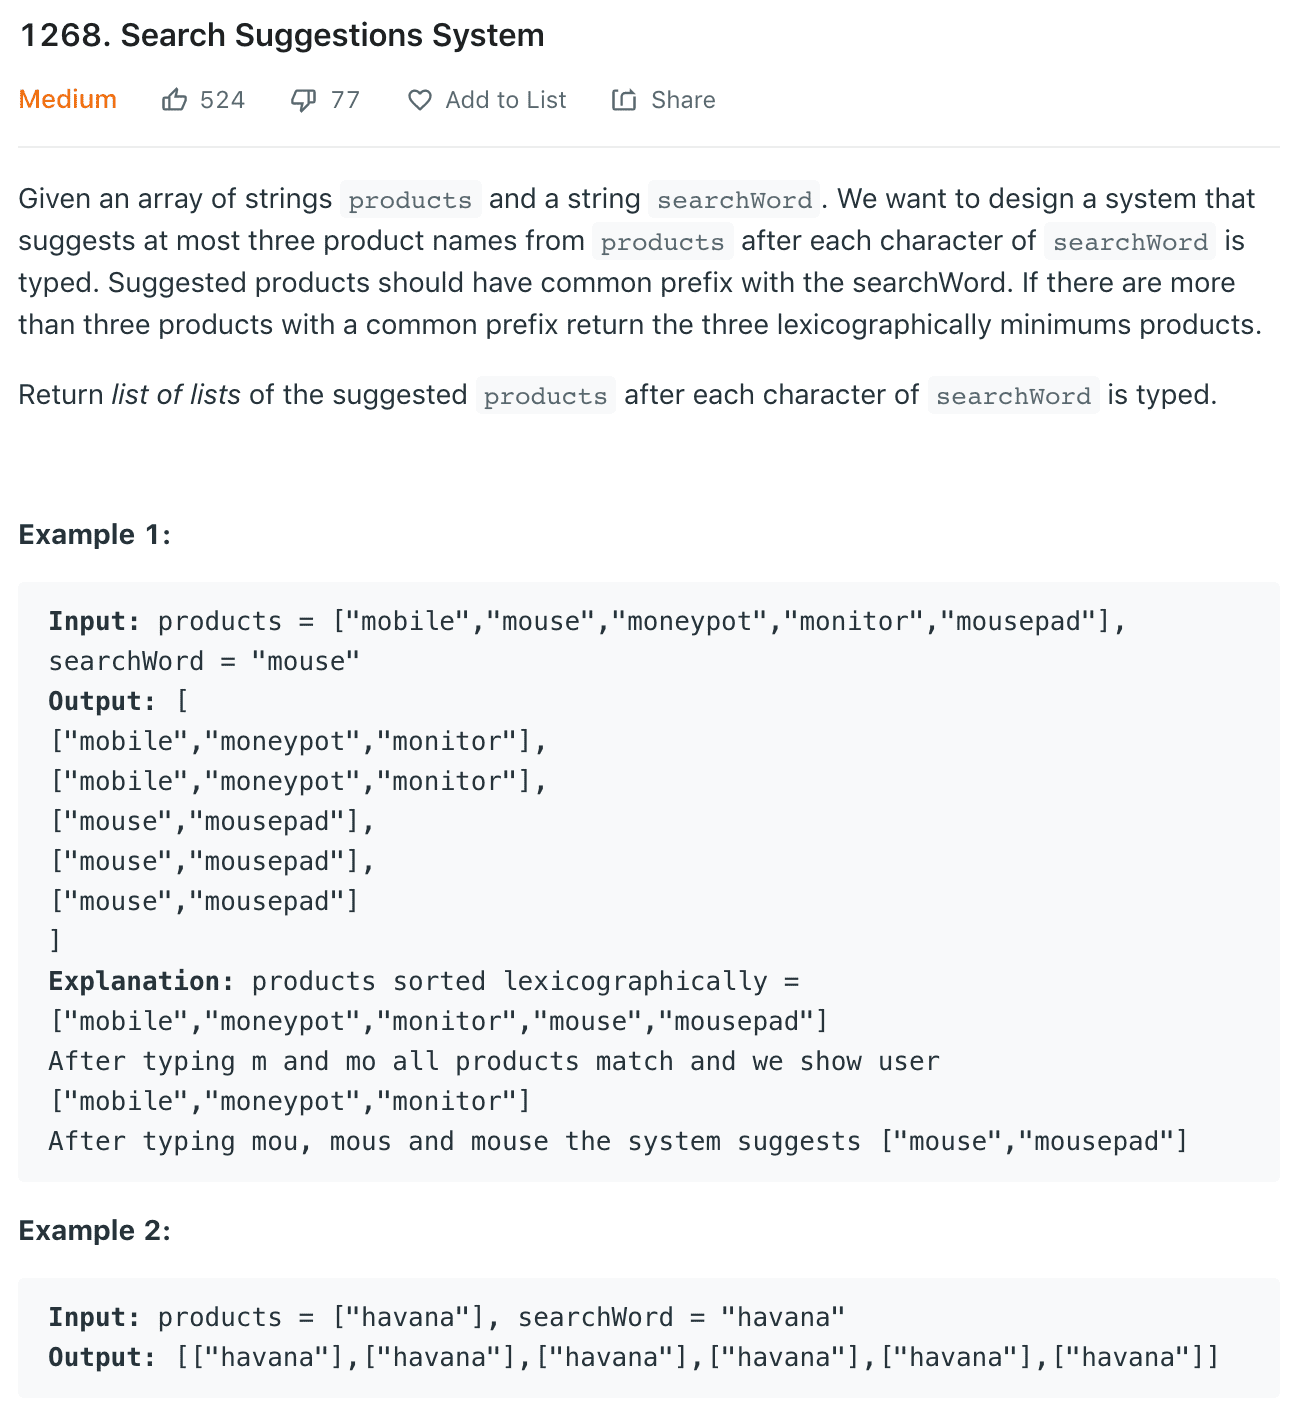 1268. Search Suggestions System
Medium 524 77 Add to List Share
Given an array of strings products and a string searchWord. We want to design a system that
suggests at most three product names from products after each character of searchWord is
typed. Suggested products should have common prefix with the searchWord. If there are more
than three products with a common prefix return the three lexicographically minimums products.
Return list of lists of the suggested products after each character of searchWord is typed.
Example 1:
Input: products = ["mobile","mouse","moneypot","monitor","mousepad"],
searchWord = "mouse"
Output: [
["mobile","moneypot","monitor"],
["mobile","moneypot","monitor"],
["mouse","mousepad"],
["mouse","mousepad"],
["mouse","mousepad"]
]
Explanation: products sorted lexicographically =
["mobile","moneypot","monitor","mouse","mousepad"]
After typing m and mo all products match and we show user
["mobile","moneypot","monitor"]
After typing mou, mous and mouse the system suggests ["mouse","mousepad"]
Example 2:
Input: products = ["havana"], searchWord = "havana"
Output: [["havana"],["havana"],["havana"],["havana"],["havana"],["havana"]]